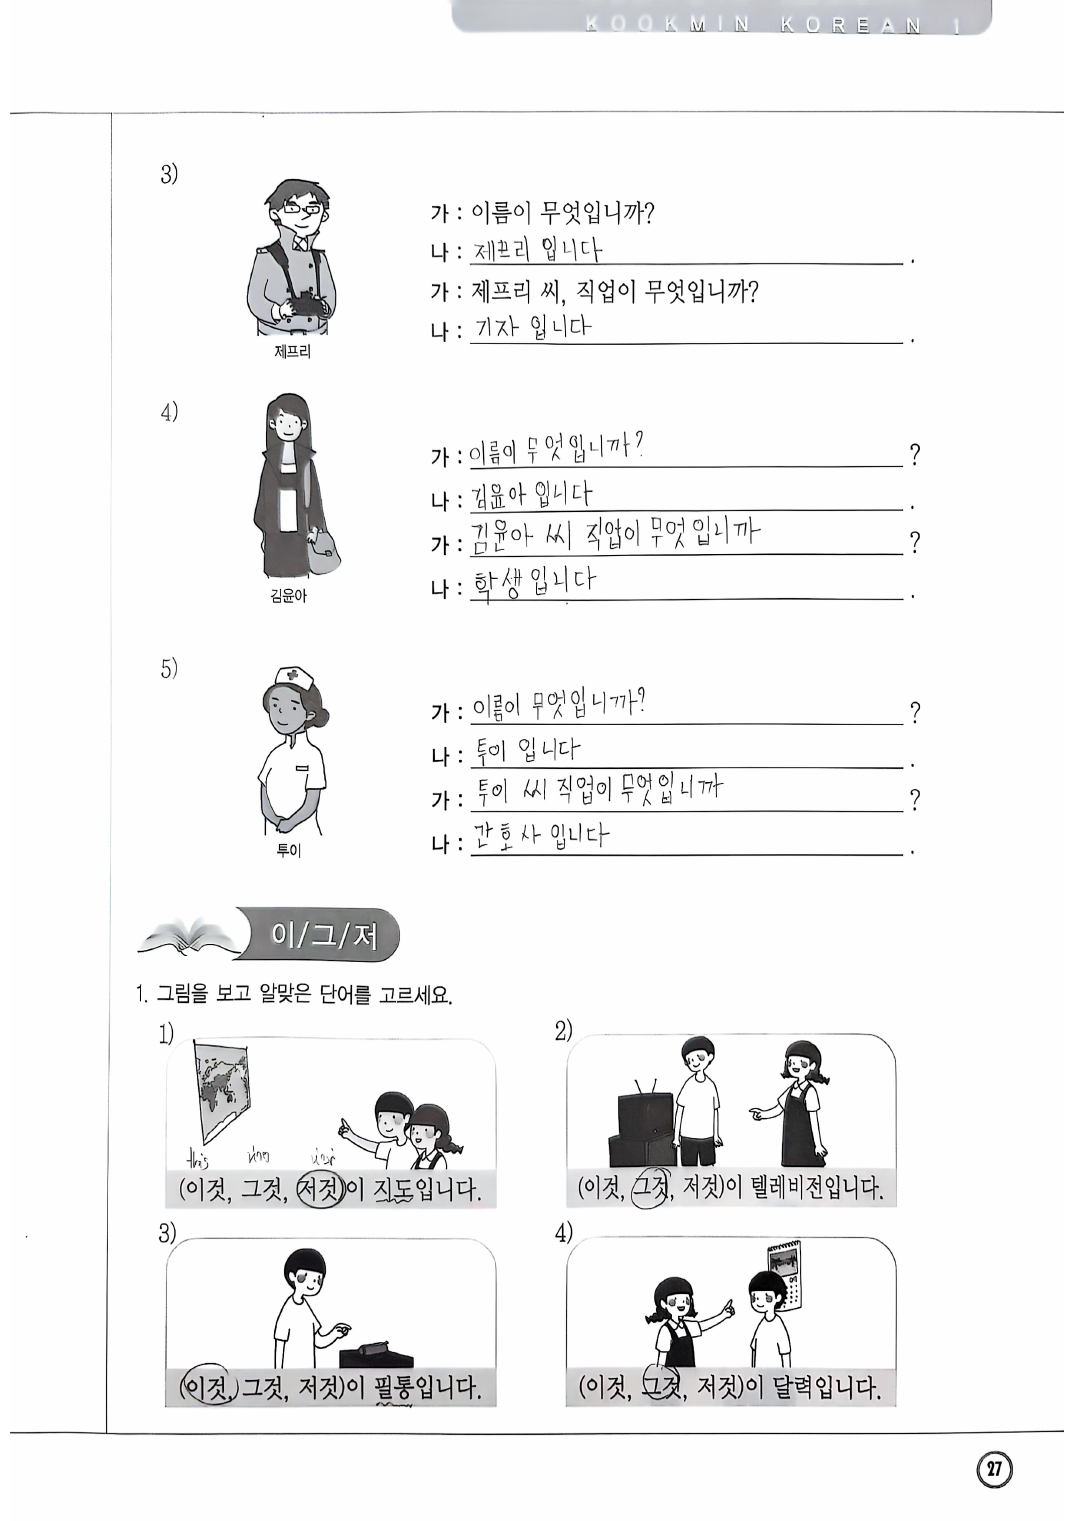 KOOKMIN KOREAN 1
3)
가 : 이름이 무엇입니까?
나 : 제프리 입니다.
가 : 제프리 씨, 직업이 무엇입니까?
나 : 기자 입니다.
제프리
4)
가 : 이름이 무엇입니까? ?
나 : 김윤아 입니다.
가 : 김윤아 씨 직업이 무엇 입니까?
나 : 학생입니다.
김윤아
5)
가 : 이름이 무엇입니까? ?
나 : 투이 입니다.
가 : 투이 씨 직업이 무엇입니까?
나 : 간호사 입니다.
투이
이/그/저
1. 그림을 보고 알맞은 단어를 고르세요.
1)
this
(이것, 그것, 저것)이 지도입니다.
2)
(이것, 그것, 저것)이 텔레비전입니다.
3)
(이것, 그것, 저것)이 필통입니다.
4)
(이것, 그것, 저것)이 달력입니다.
27